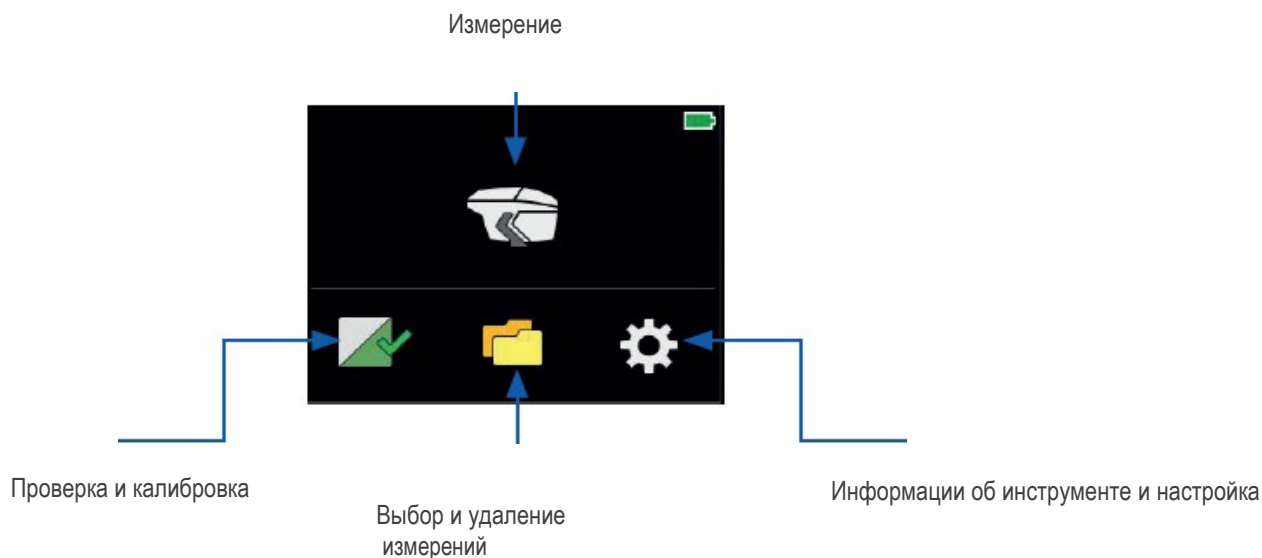 Измерение
Проверка и калибровка
Выбор и удаление
измерений
Информации об инструменте и настройка